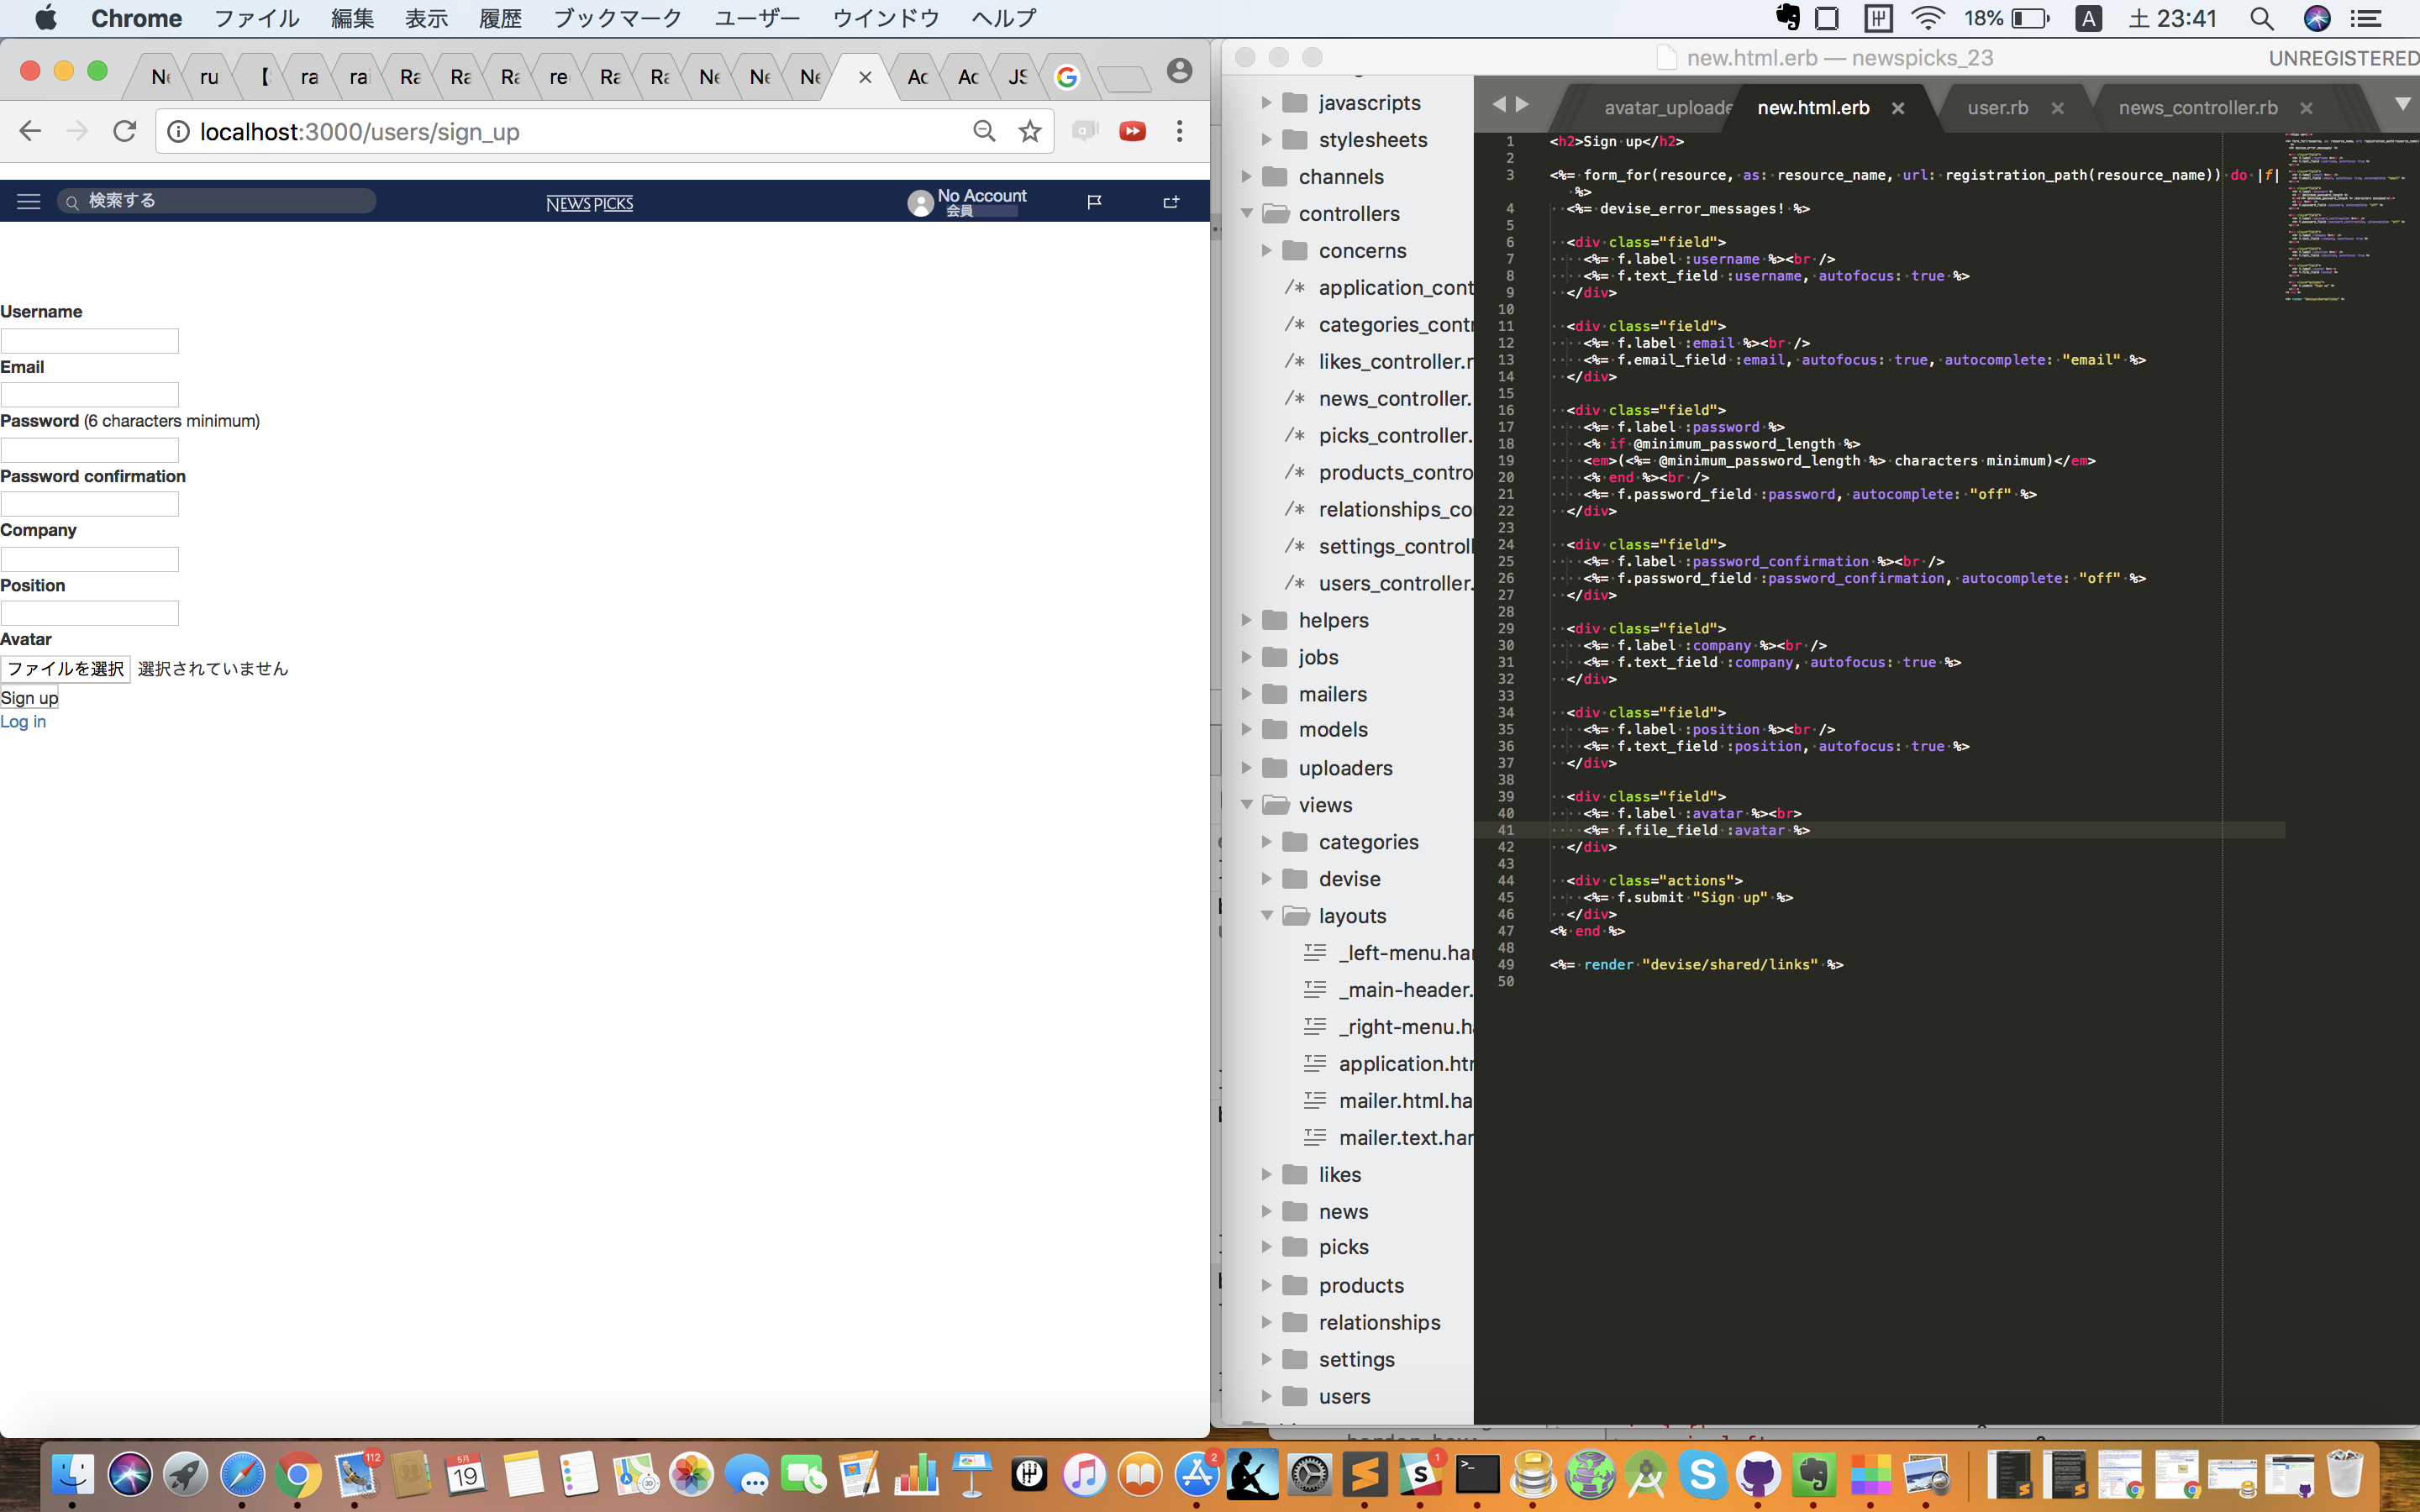 Chrome ファイル 編集 表示 履歴 ブックマーク ユーザー ウインドウ ヘルプ 18% A 土 23:41
Ne ru 【 ra rai Ra Ra Ra re Ra Ra Ne Ne Ne Ac Ac JS
localhost:3000/users/sign_up
検索する
NEWSPICKS
No Account
会員
Username
Email
Password (6 characters minimum)
Password confirmation
Company
Position
Avatar
ファイルを選択 選択されていません
Sign up
Log in
new.html.erb — newspicks_23
UNREGISTERED
javascripts
stylesheets
channels
controllers
concerns
/* application_cont
/* categories_cont
/* likes_controller.r
/* news_controller.
/* picks_controller.
/* products_contro
/* relationships_co
/* settings_controll
/* users_controller.
helpers
jobs
mailers
models
uploaders
views
categories
devise
layouts
_left-menu.ha
_main-header.
_right-menu.h
application.ht
mailer.html.ha
mailer.text.har
likes
news
picks
products
relationships
settings
users
avatar_uploade new.html.erb user.rb news_controller.rb
1 <h2>Sign up</h2>
2
3 <%= form_for(resource, as: resource_name, url: registration_path(resource_name)) do |f|
%>
4 <%= devise_error_messages! %>
5
6 <div class="field">
7 <%= f.label :username %><br />
8 <%= f.text_field :username, autofocus: true %>
9 </div>
10
11 <div class="field">
12 <%= f.label :email %><br />
13 <%= f.email_field :email, autofocus: true, autocomplete: "email" %>
14 </div>
15
16 <div class="field">
17 <%= f.label :password %>
18 <% if @minimum_password_length %>
19 <em>(<%= @minimum_password_length %> characters minimum)</em>
20 <% end %><br />
21 <%= f.password_field :password, autocomplete: "off" %>
22 </div>
23
24 <div class="field">
25 <%= f.label :password_confirmation %><br />
26 <%= f.password_field :password_confirmation, autocomplete: "off" %>
27 </div>
28
29 <div class="field">
30 <%= f.label :company %><br />
31 <%= f.text_field :company, autofocus: true %>
32 </div>
33
34 <div class="field">
35 <%= f.label :position %><br />
36 <%= f.text_field :position, autofocus: true %>
37 </div>
38
39 <div class="field">
40 <%= f.label :avatar %><br>
41 <%= f.file_field :avatar %>
42 </div>
43
44 <div class="actions">
45 <%= f.submit "Sign up" %>
46 </div>
47 <% end %>
48
49 <%= render "devise/shared/links" %>
50
112
5月
19
2
1